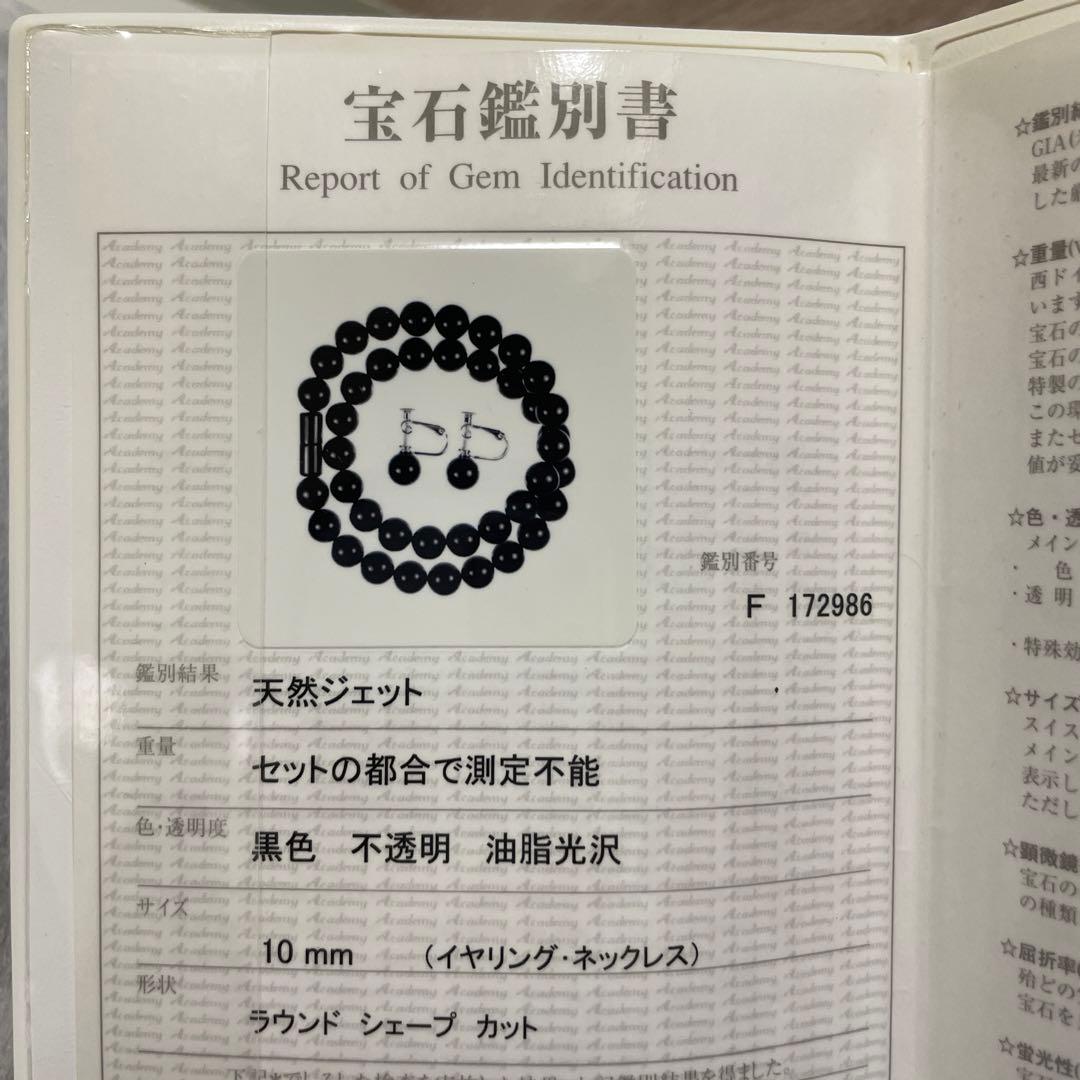 宝石鑑別書
Report of Gem Identification
Academy
鑑別番号
F 172986
鑑別結果
天然ジェット
重量
セットの都合で測定不能
色・透明度
黒色 不透明 油脂光沢
サイズ
10 mm (イヤリング・ネックレス)
形状
ラウンド シェープ カット
☆鑑別
GIA(
最新の
した
☆重量(
西ドイ
います
宝石の
宝石の
特製の
この環
またセ
値が妥
☆色・透
メイン
・ 色
・透 明
・特殊効
☆サイズ
スイス
メイン
表示し
ただし
☆顕微鏡
宝石の
の種類
☆屈折率
殆どの
宝石を
☆蛍光性(